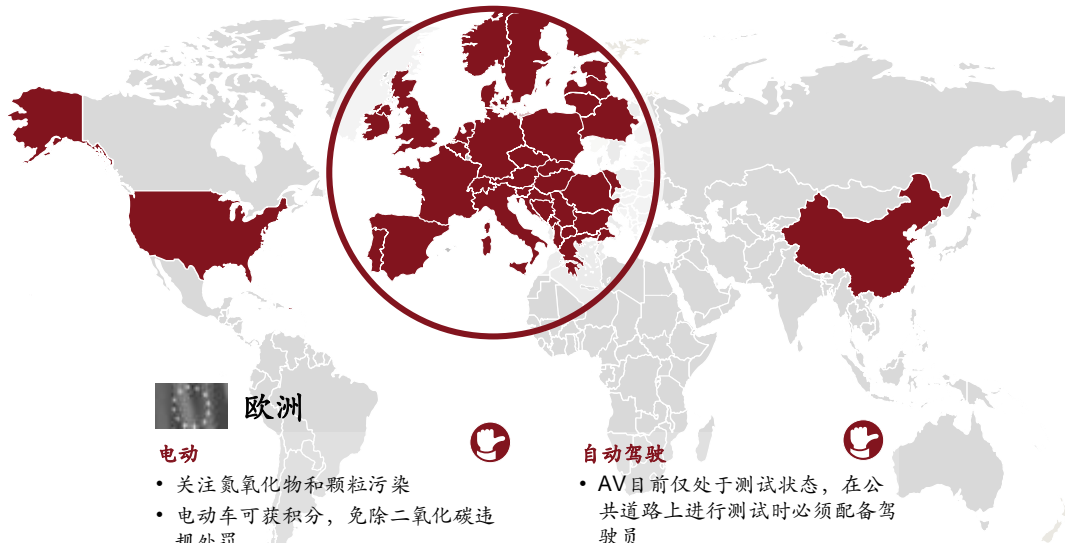 欧洲
电动
• 关注氮氧化物和颗粒污染
• 电动车可获积分，免除二氧化碳违
规处罚
自动驾驶
• AV目前仅处于测试状态，在公
共道路上进行测试时必须配备驾
驶员